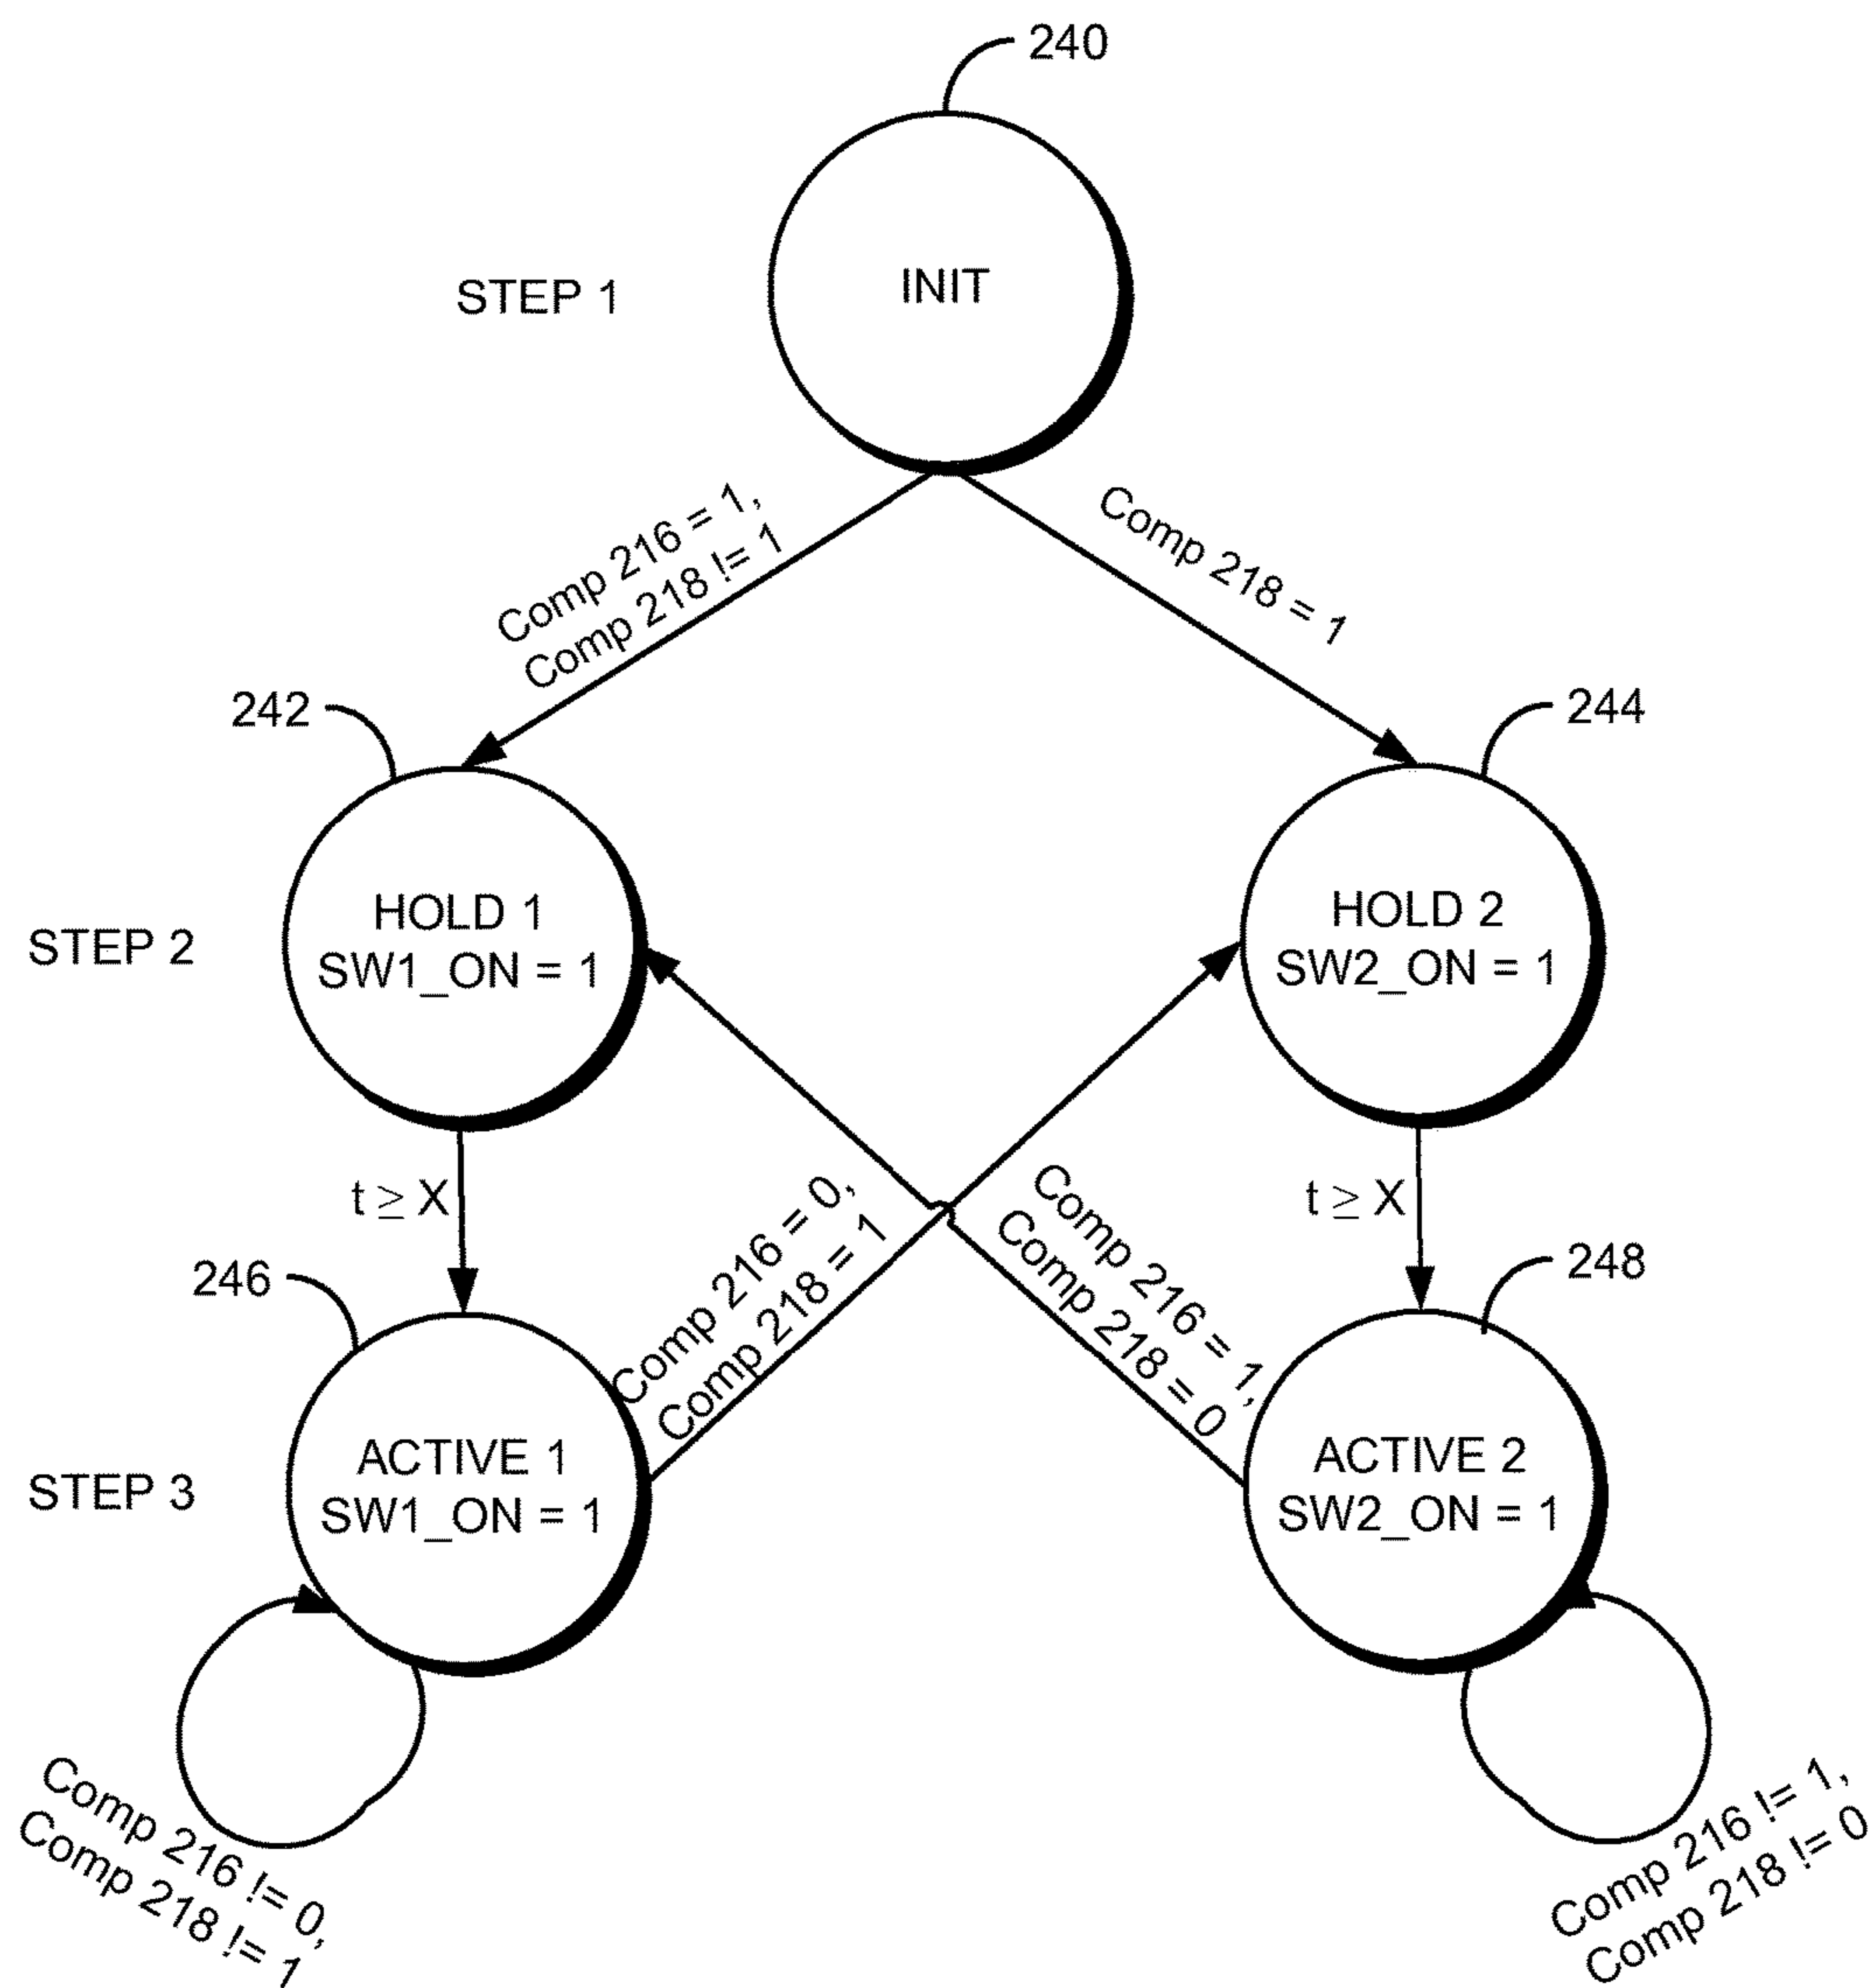 240
INIT
STEP 1
Comp 216 = 1,
Comp 218 != 1
Comp 218 = 1
242
244
HOLD 1
SW1_ON = 1
HOLD 2
SW2_ON = 1
STEP 2
t ≥ X
Comp 216 = 0,
Comp 218 = 1
Comp 216 = 1,
Comp 218 = 0
t ≥ X
246
248
ACTIVE 1
SW1_ON = 1
ACTIVE 2
SW2_ON = 1
STEP 3
Comp 216 != 0,
Comp 218 != 1
Comp 216 != 1,
Comp 218 != 0